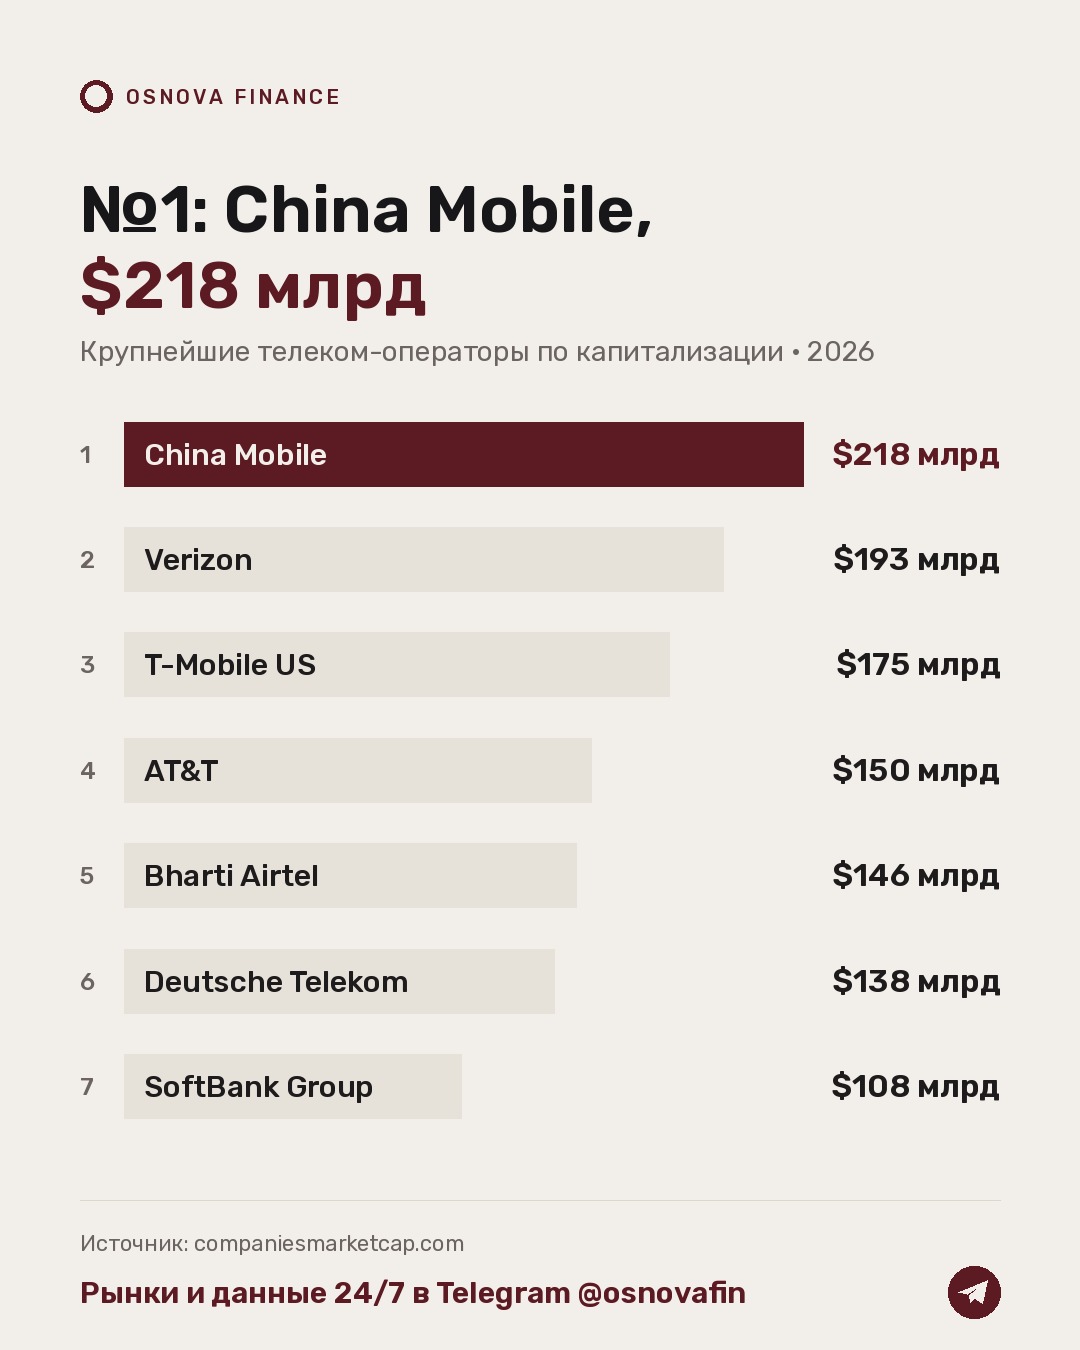 OSNOVA FINANCE
№1: China Mobile,
$218 млрд
Крупнейшие телеком-операторы по капитализации • 2026
1 China Mobile $218 млрд
2 Verizon $193 млрд
3 T-Mobile US $175 млрд
4 AT&T $150 млрд
5 Bharti Airtel $146 млрд
6 Deutsche Telekom $138 млрд
7 SoftBank Group $108 млрд
Источник: companiesmarketcap.com
Рынки и данные 24/7 в Telegram @osnovafin